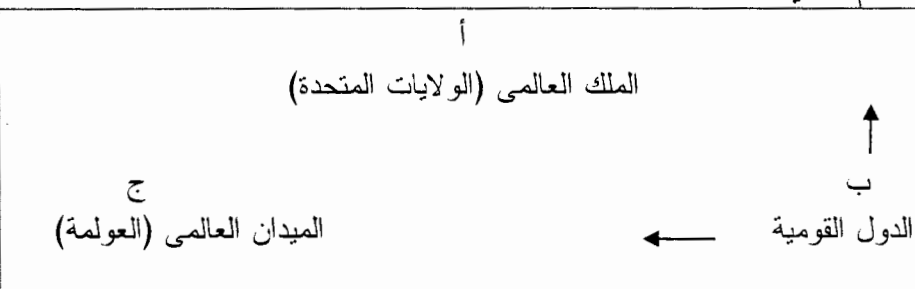 أ
الملك العالمى (الولايات المتحدة)
ب
ج
الدول القومية
الميدان العالمى (العولمة)